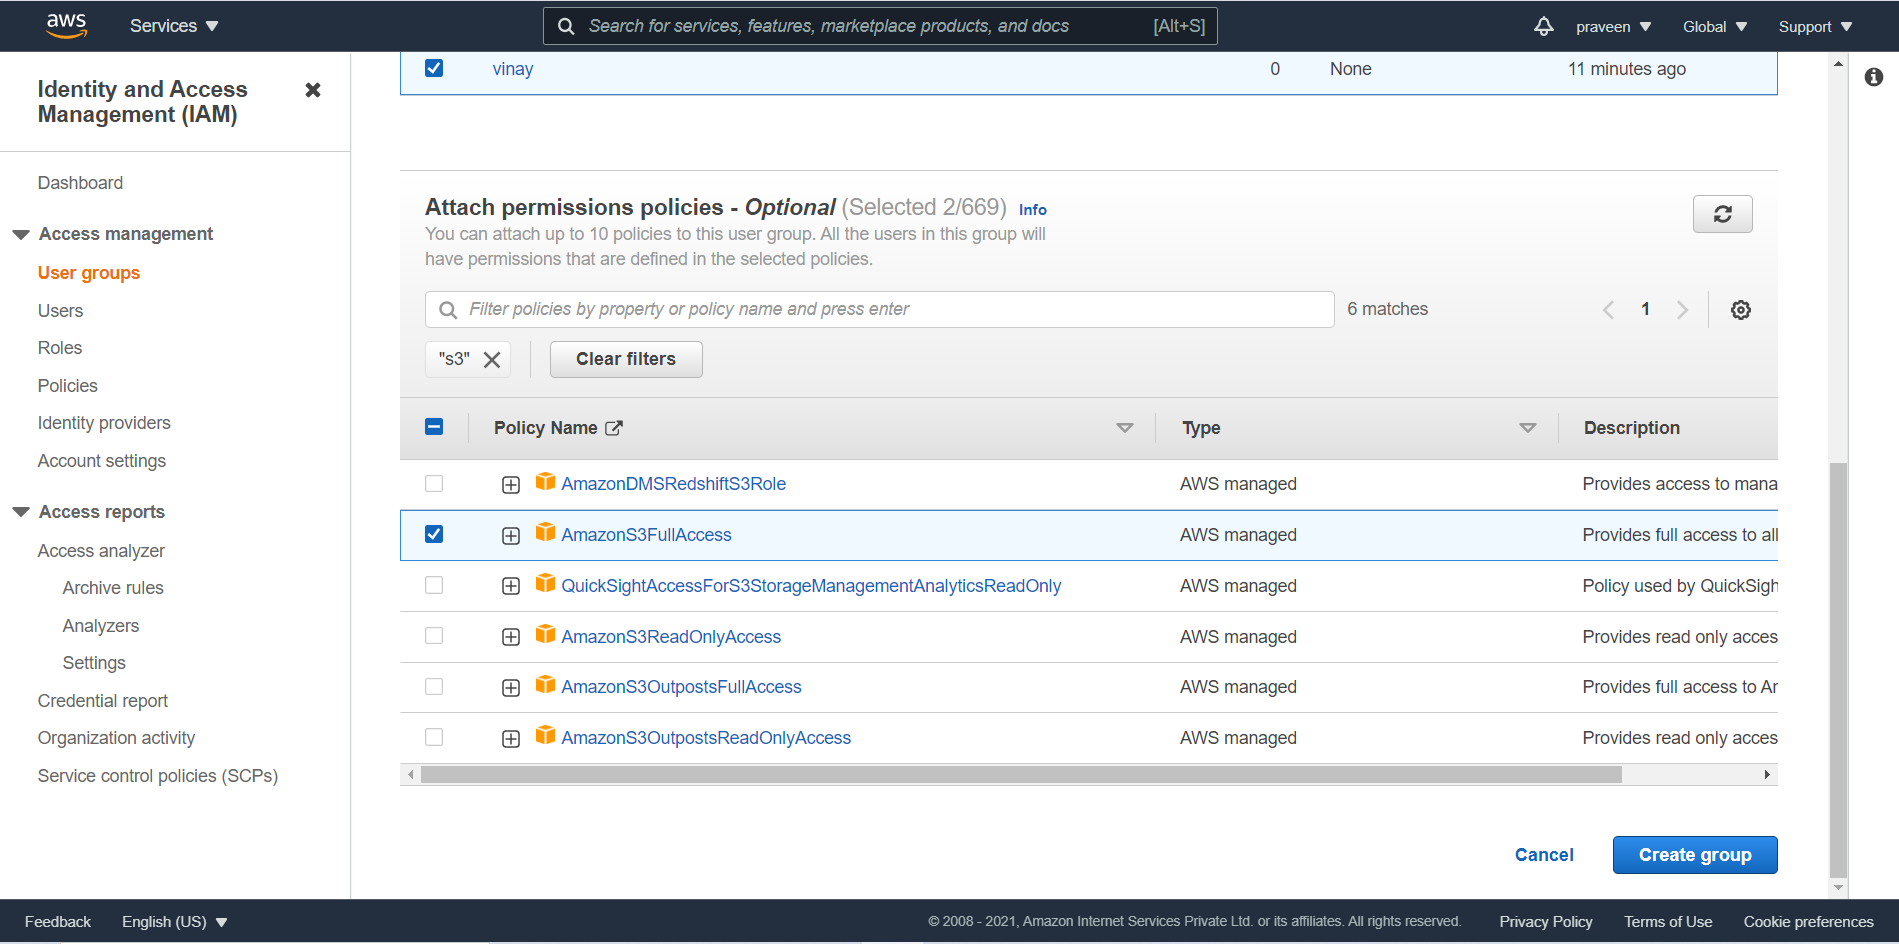 aws
Services
Search for services, features, marketplace products, and docs [Alt+S]
praveen
Global
Support
Identity and Access
Management (IAM)
Dashboard
Access management
User groups
Users
Roles
Policies
Identity providers
Account settings
Access reports
Access analyzer
Archive rules
Analyzers
Settings
Credential report
Organization activity
Service control policies (SCPs)
vinay 0 None 11 minutes ago
Attach permissions policies - Optional (Selected 2/669) Info
You can attach up to 10 policies to this user group. All the users in this group will
have permissions that are defined in the selected policies.
Filter policies by property or policy name and press enter
6 matches
1
"s3"
Clear filters
Policy Name Type Description
AmazonDMSRedshiftS3Role AWS managed Provides access to mana
AmazonS3FullAccess AWS managed Provides full access to all
QuickSightAccessForS3StorageManagementAnalyticsReadOnly AWS managed Policy used by QuickSigh
AmazonS3ReadOnlyAccess AWS managed Provides read only acces
AmazonS3OutpostsFullAccess AWS managed Provides full access to Am
AmazonS3OutpostsReadOnlyAccess AWS managed Provides read only acces
Cancel
Create group
Feedback
English (US)
© 2008 - 2021, Amazon Internet Services Private Ltd. or its affiliates. All rights reserved.
Privacy Policy
Terms of Use
Cookie preferences